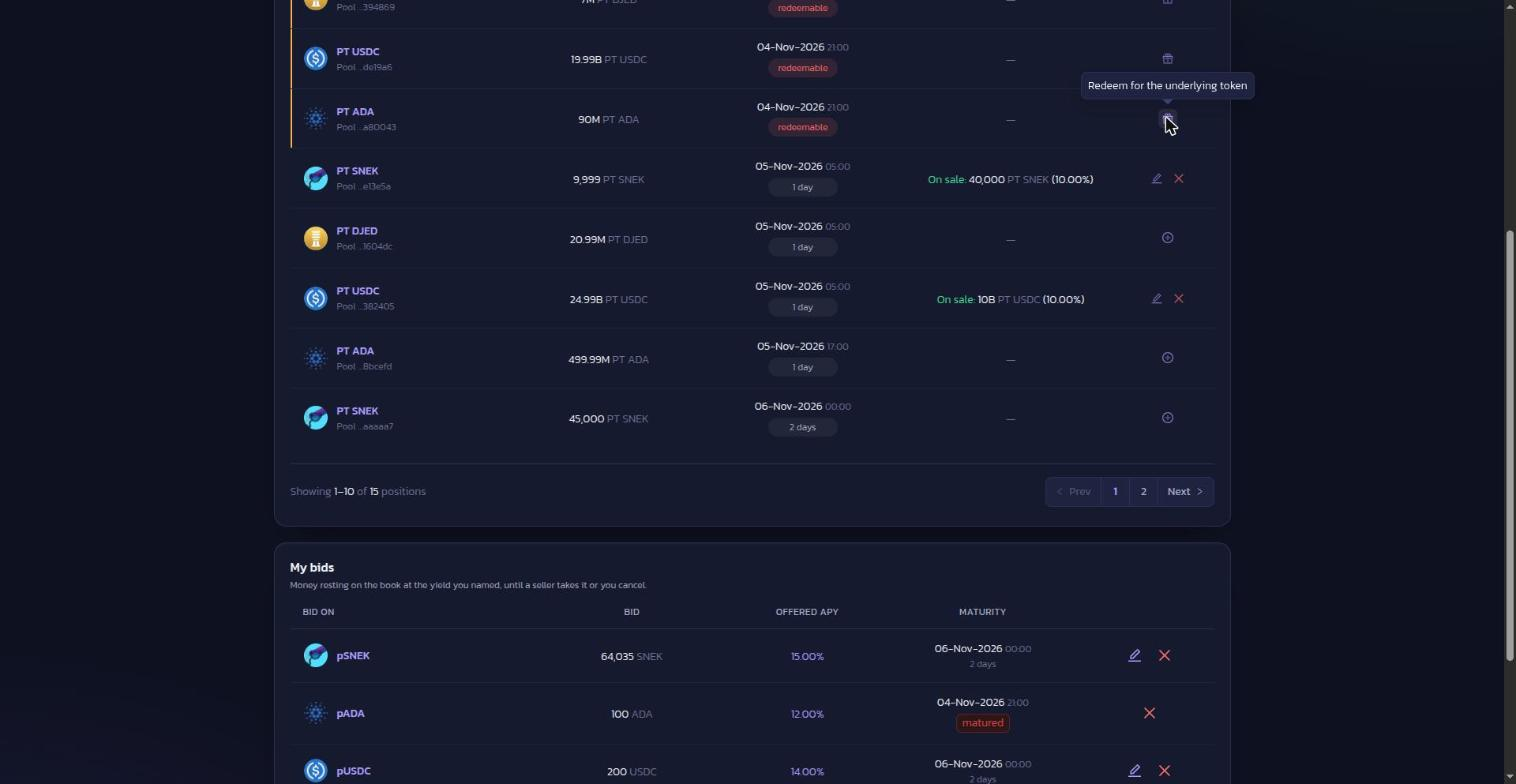 Pool ...394869
7M PT DJED
redeemable
—
PT USDC
Pool ...de19a6
19.99B PT USDC
04-Nov-2026 21:00
redeemable
—
Redeem for the underlying token
PT ADA
Pool ...a80043
90M PT ADA
04-Nov-2026 21:00
redeemable
—
PT SNEK
Pool ...e13e5a
9,999 PT SNEK
05-Nov-2026 05:00
1 day
On sale: 40,000 PT SNEK (10.00%)
PT DJED
Pool ...1604dc
20.99M PT DJED
05-Nov-2026 05:00
1 day
—
PT USDC
Pool ...382405
24.99B PT USDC
05-Nov-2026 05:00
1 day
On sale: 10B PT USDC (10.00%)
PT ADA
Pool ...8bcefd
499.99M PT ADA
05-Nov-2026 17:00
1 day
—
PT SNEK
Pool ...aaaaa7
45,000 PT SNEK
06-Nov-2026 00:00
2 days
—
Showing 1–10 of 15 positions
Prev 1 2 Next
My bids
Money resting on the book at the yield you named, until a seller takes it or you cancel.
BID ON BID OFFERED APY MATURITY
pSNEK 64,035 SNEK 15.00% 06-Nov-2026 00:00
2 days
pADA 100 ADA 12.00% 04-Nov-2026 21:00
matured
pUSDC 200 USDC 14.00% 06-Nov-2026 00:00
2 days